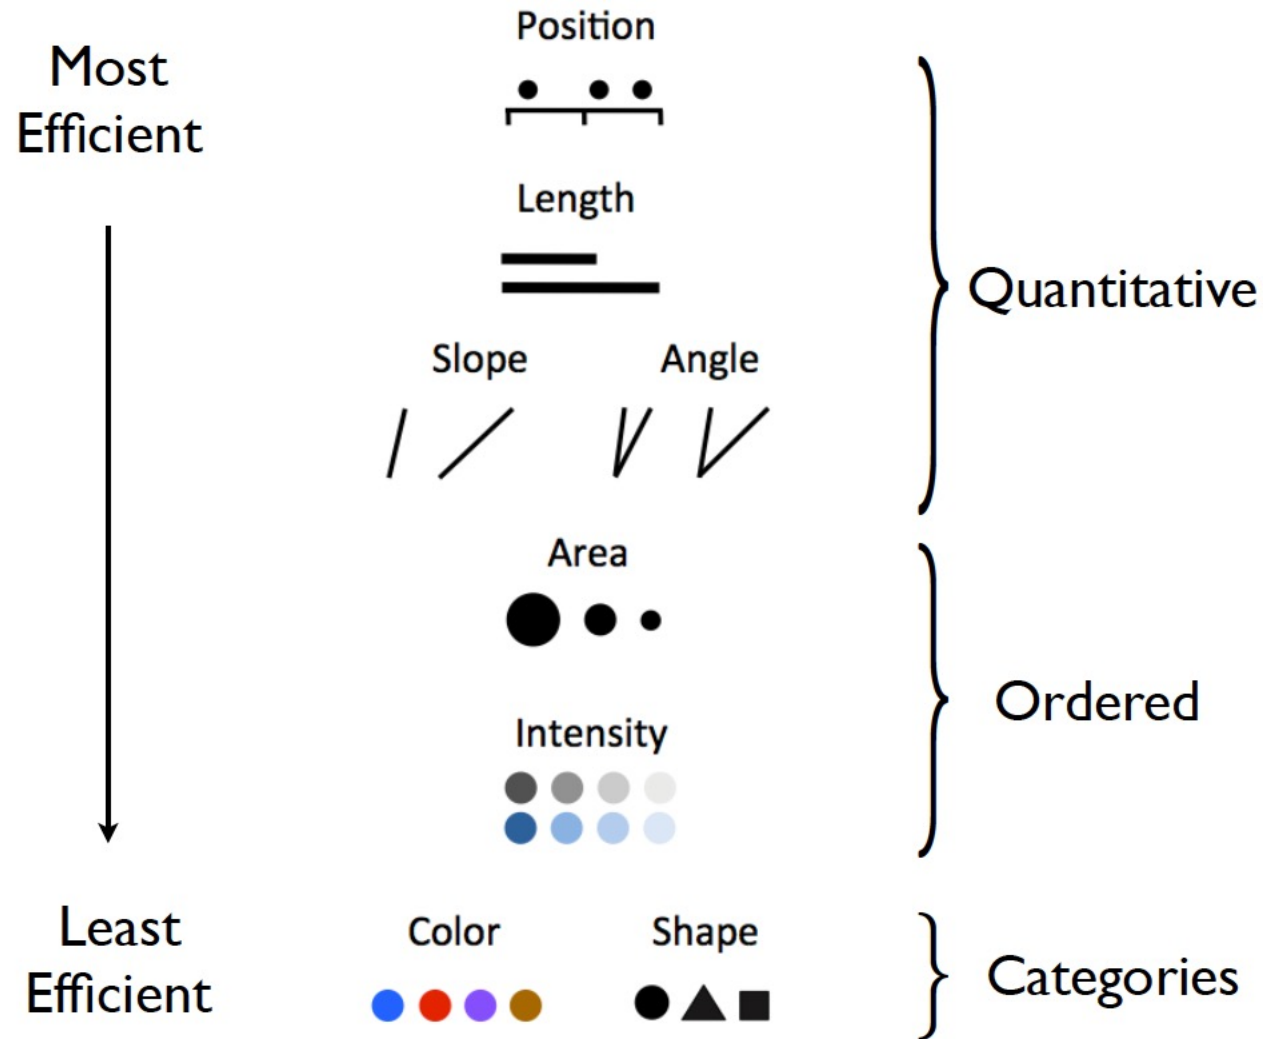 Most
Efficient
Position
Length
Slope Angle
Quantitative
Area
Intensity
Ordered
Least
Efficient
Color Shape
Categories